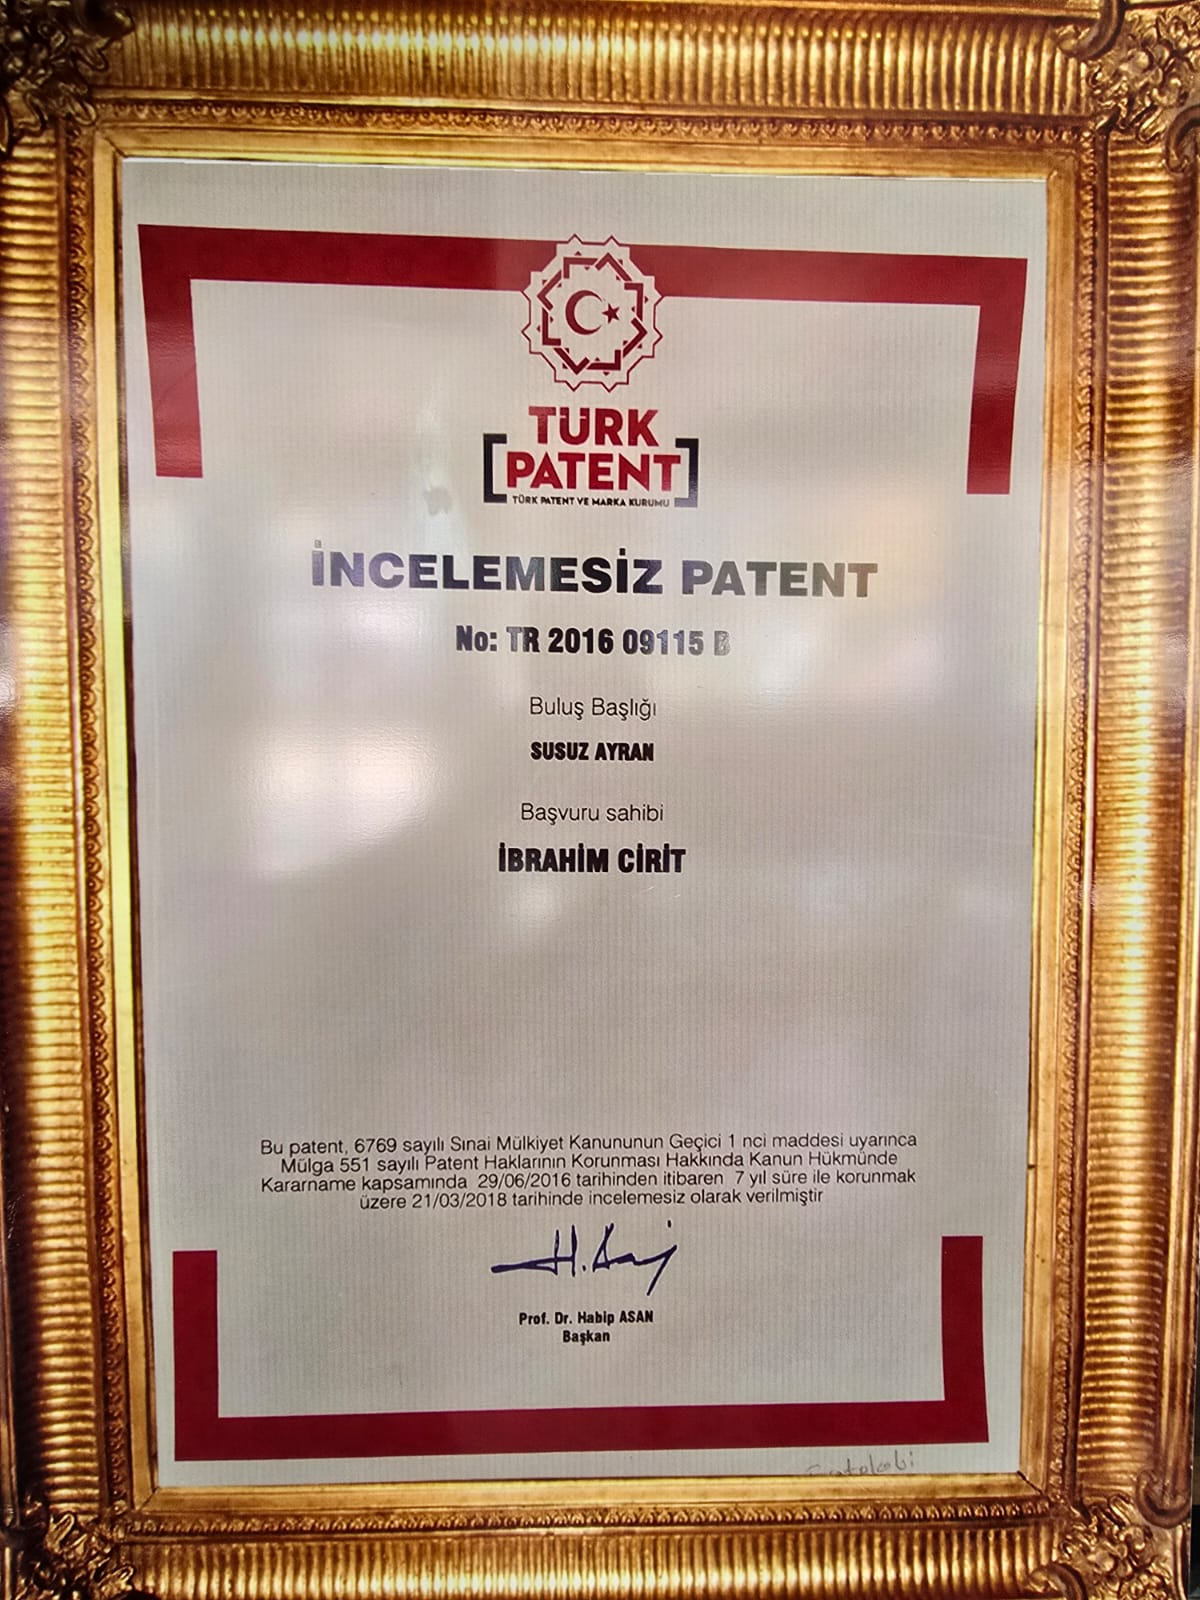 TÜRK
PATENT
TÜRK PATENT VE MARKA KURUMU
İNCELEMESİZ PATENT
No: TR 2016 09115 B
Buluş Başlığı
SUSUZ AYRAN
Başvuru sahibi
İBRAHİM CİRİT
Bu patent, 6769 sayılı Sınai Mülkiyet Kanununun Geçici 1 nci maddesi uyarınca
Mülga 551 sayılı Patent Haklarının Korunması Hakkında Kanun Hükmünde
Kararname kapsamında 29/06/2016 tarihinden itibaren 7 yıl süre ile korunmak
üzere 21/03/2018 tarihinde incelemesiz olarak verilmiştir
Prof. Dr. Habip ASAN
Başkan